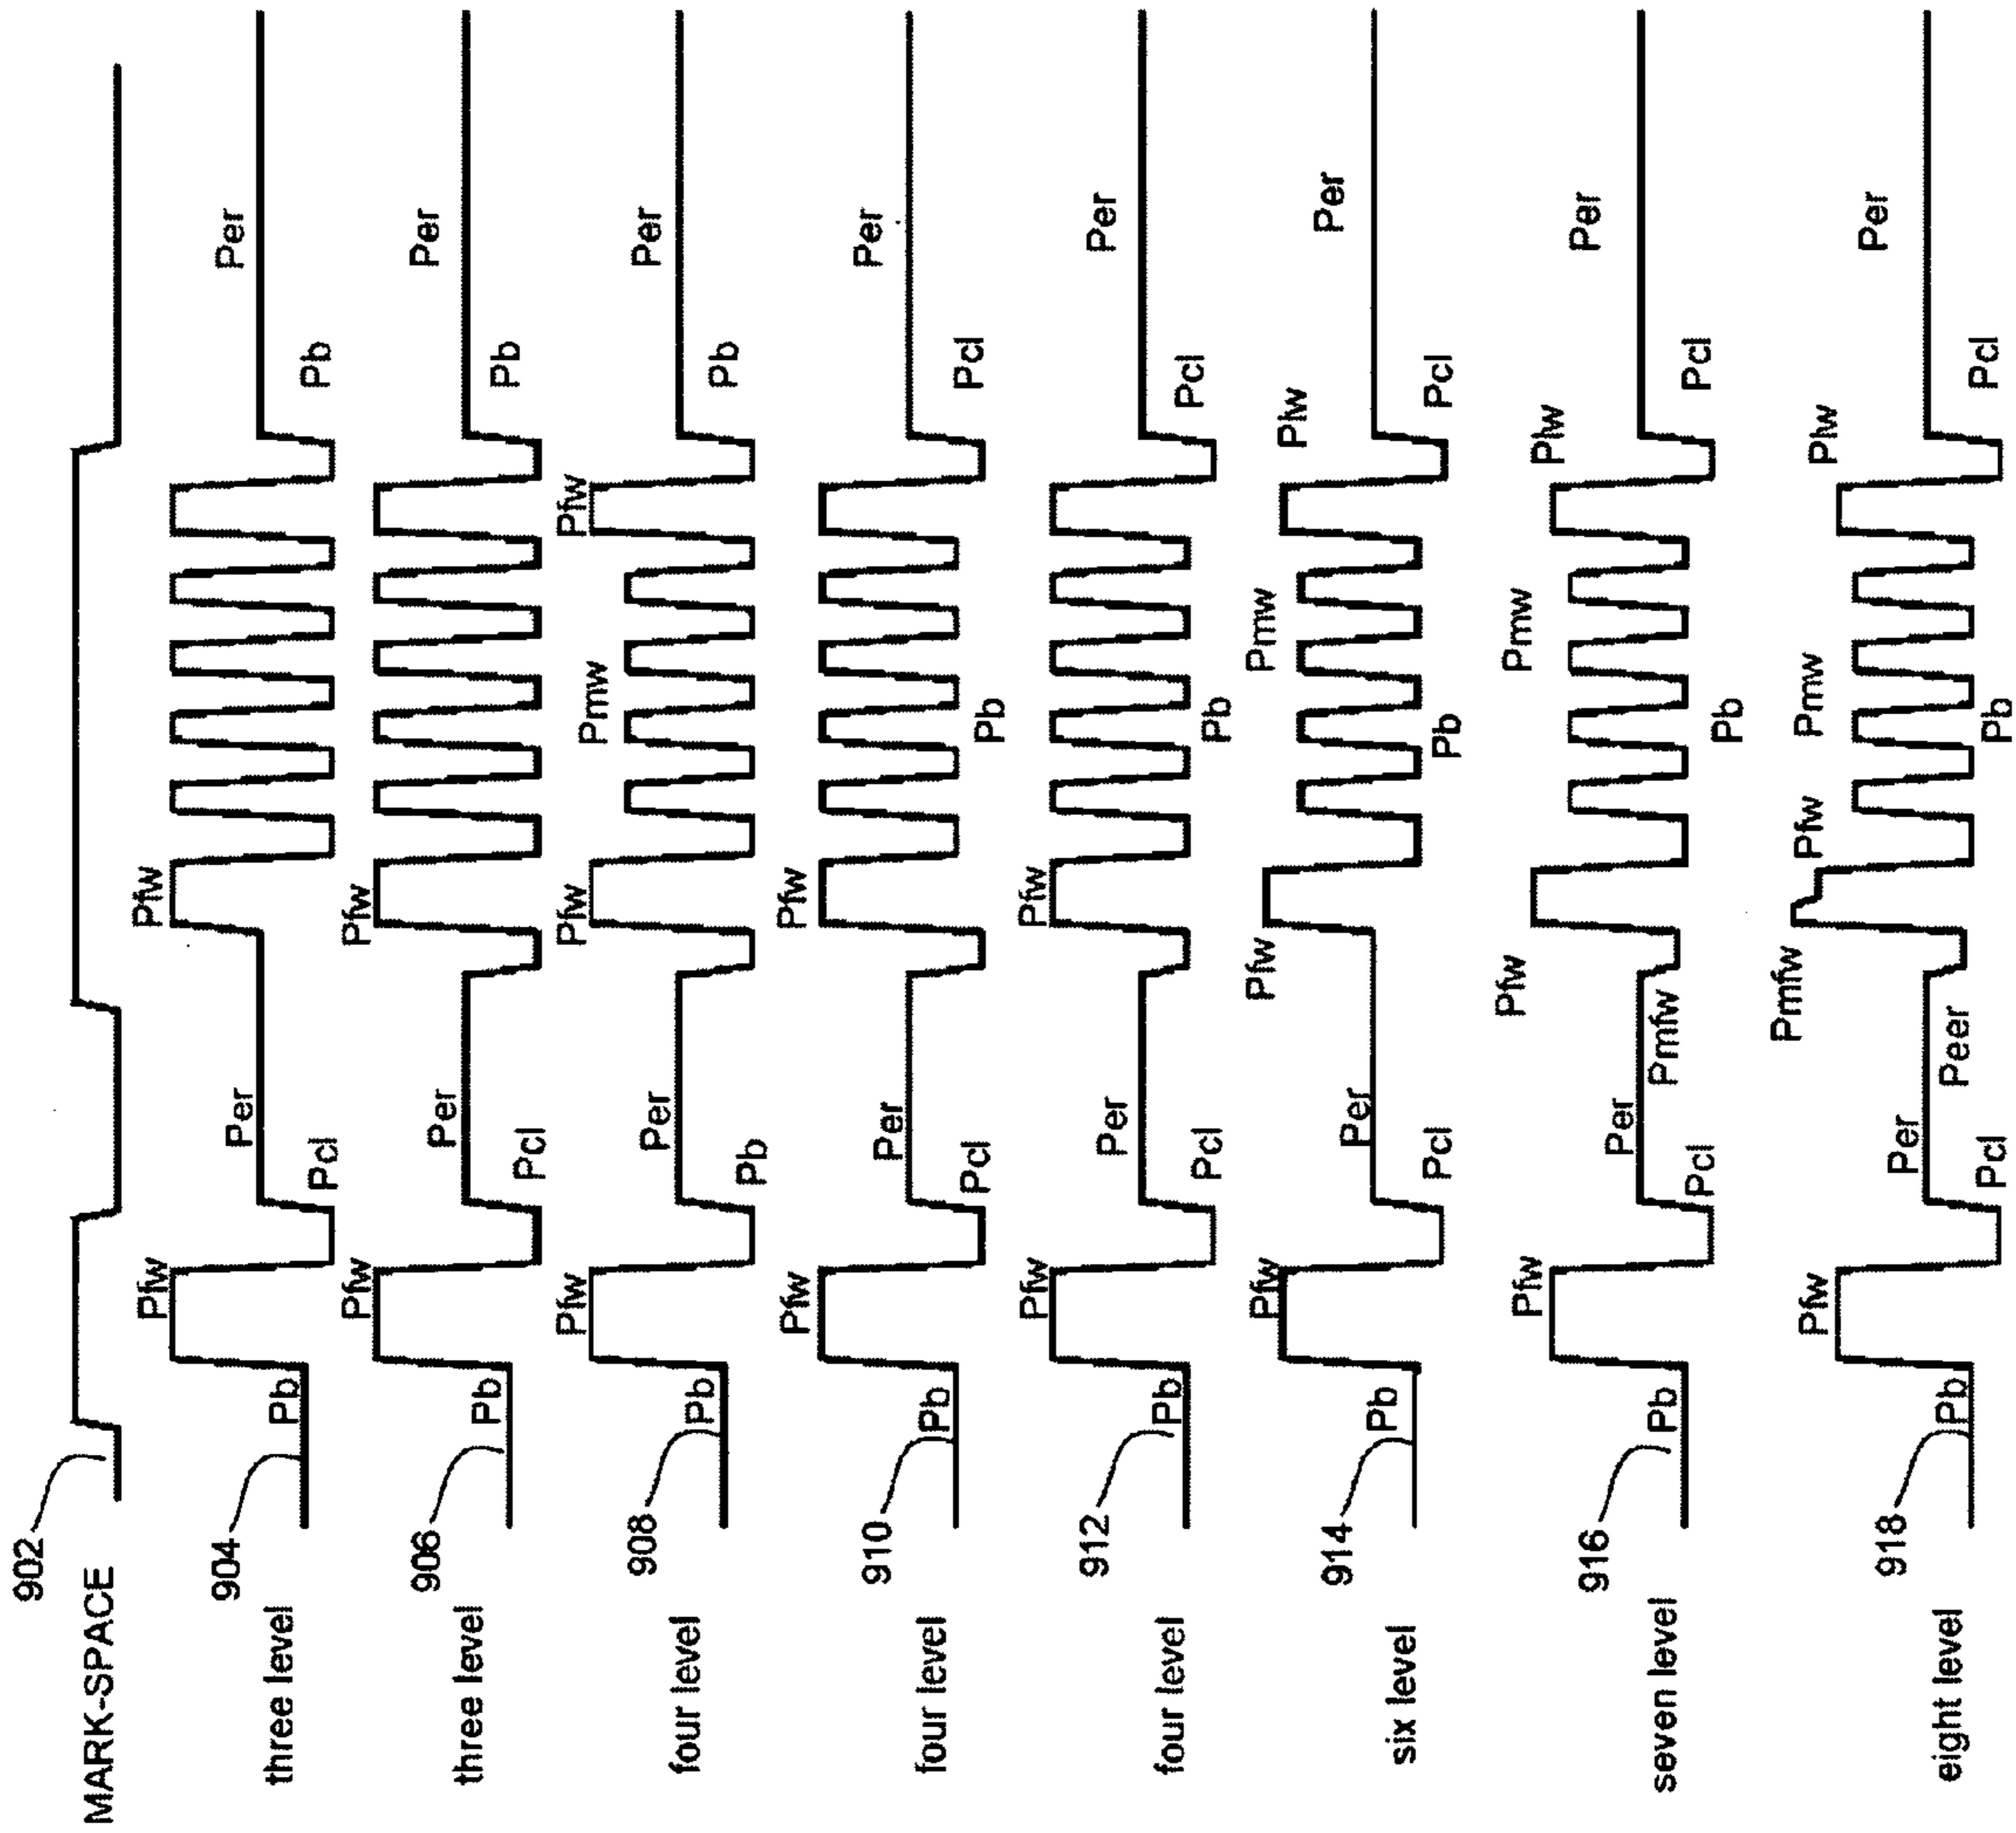 902
MARK-SPACE
904
three level
Pb Pfw Pcl Per Pfw Pb Per
906
three level
Pb Pfw Pcl Per Pfw Pb Per
908
four level
Pb Pfw Pb Per Pfw Pmw Pfw Pb Per
910
four level
Pb Pfw Pcl Per Pfw Pb Pcl Per
912
four level
Pb Pfw Pcl Per Pfw Pb Pcl Per
914
six level
Pb Pfw Pcl Per Pfw Pb Pmw Plw Pcl Per
916
seven level
Pb Pfw Pcl Per Pmfw Pfw Pb Pmw Plw Pcl Per
918
eight level
Pb Pfw Pcl Per Peer Pmfw Pfw Pb Pmw Plw Pcl Per